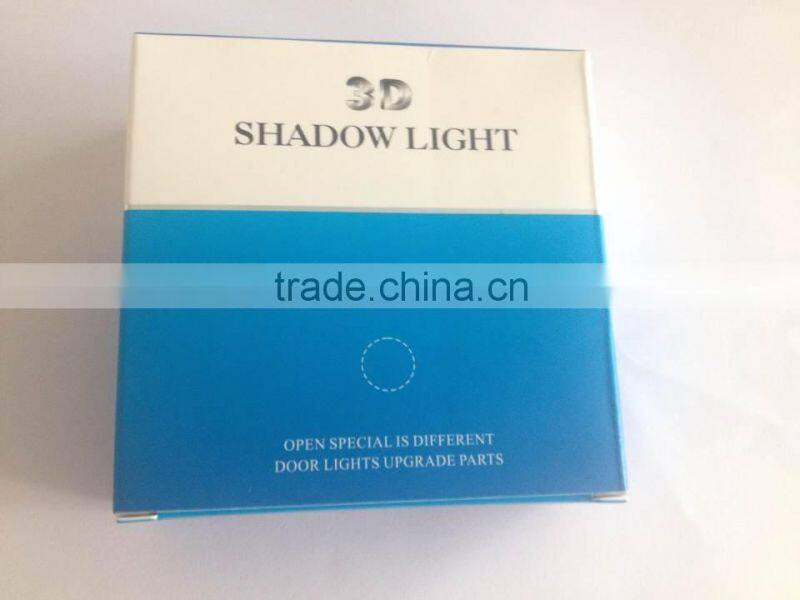 3D
SHADOW LIGHT
trade.china.cn
OPEN SPECIAL IS DIFFERENT
DOOR LIGHTS UPGRADE PARTS